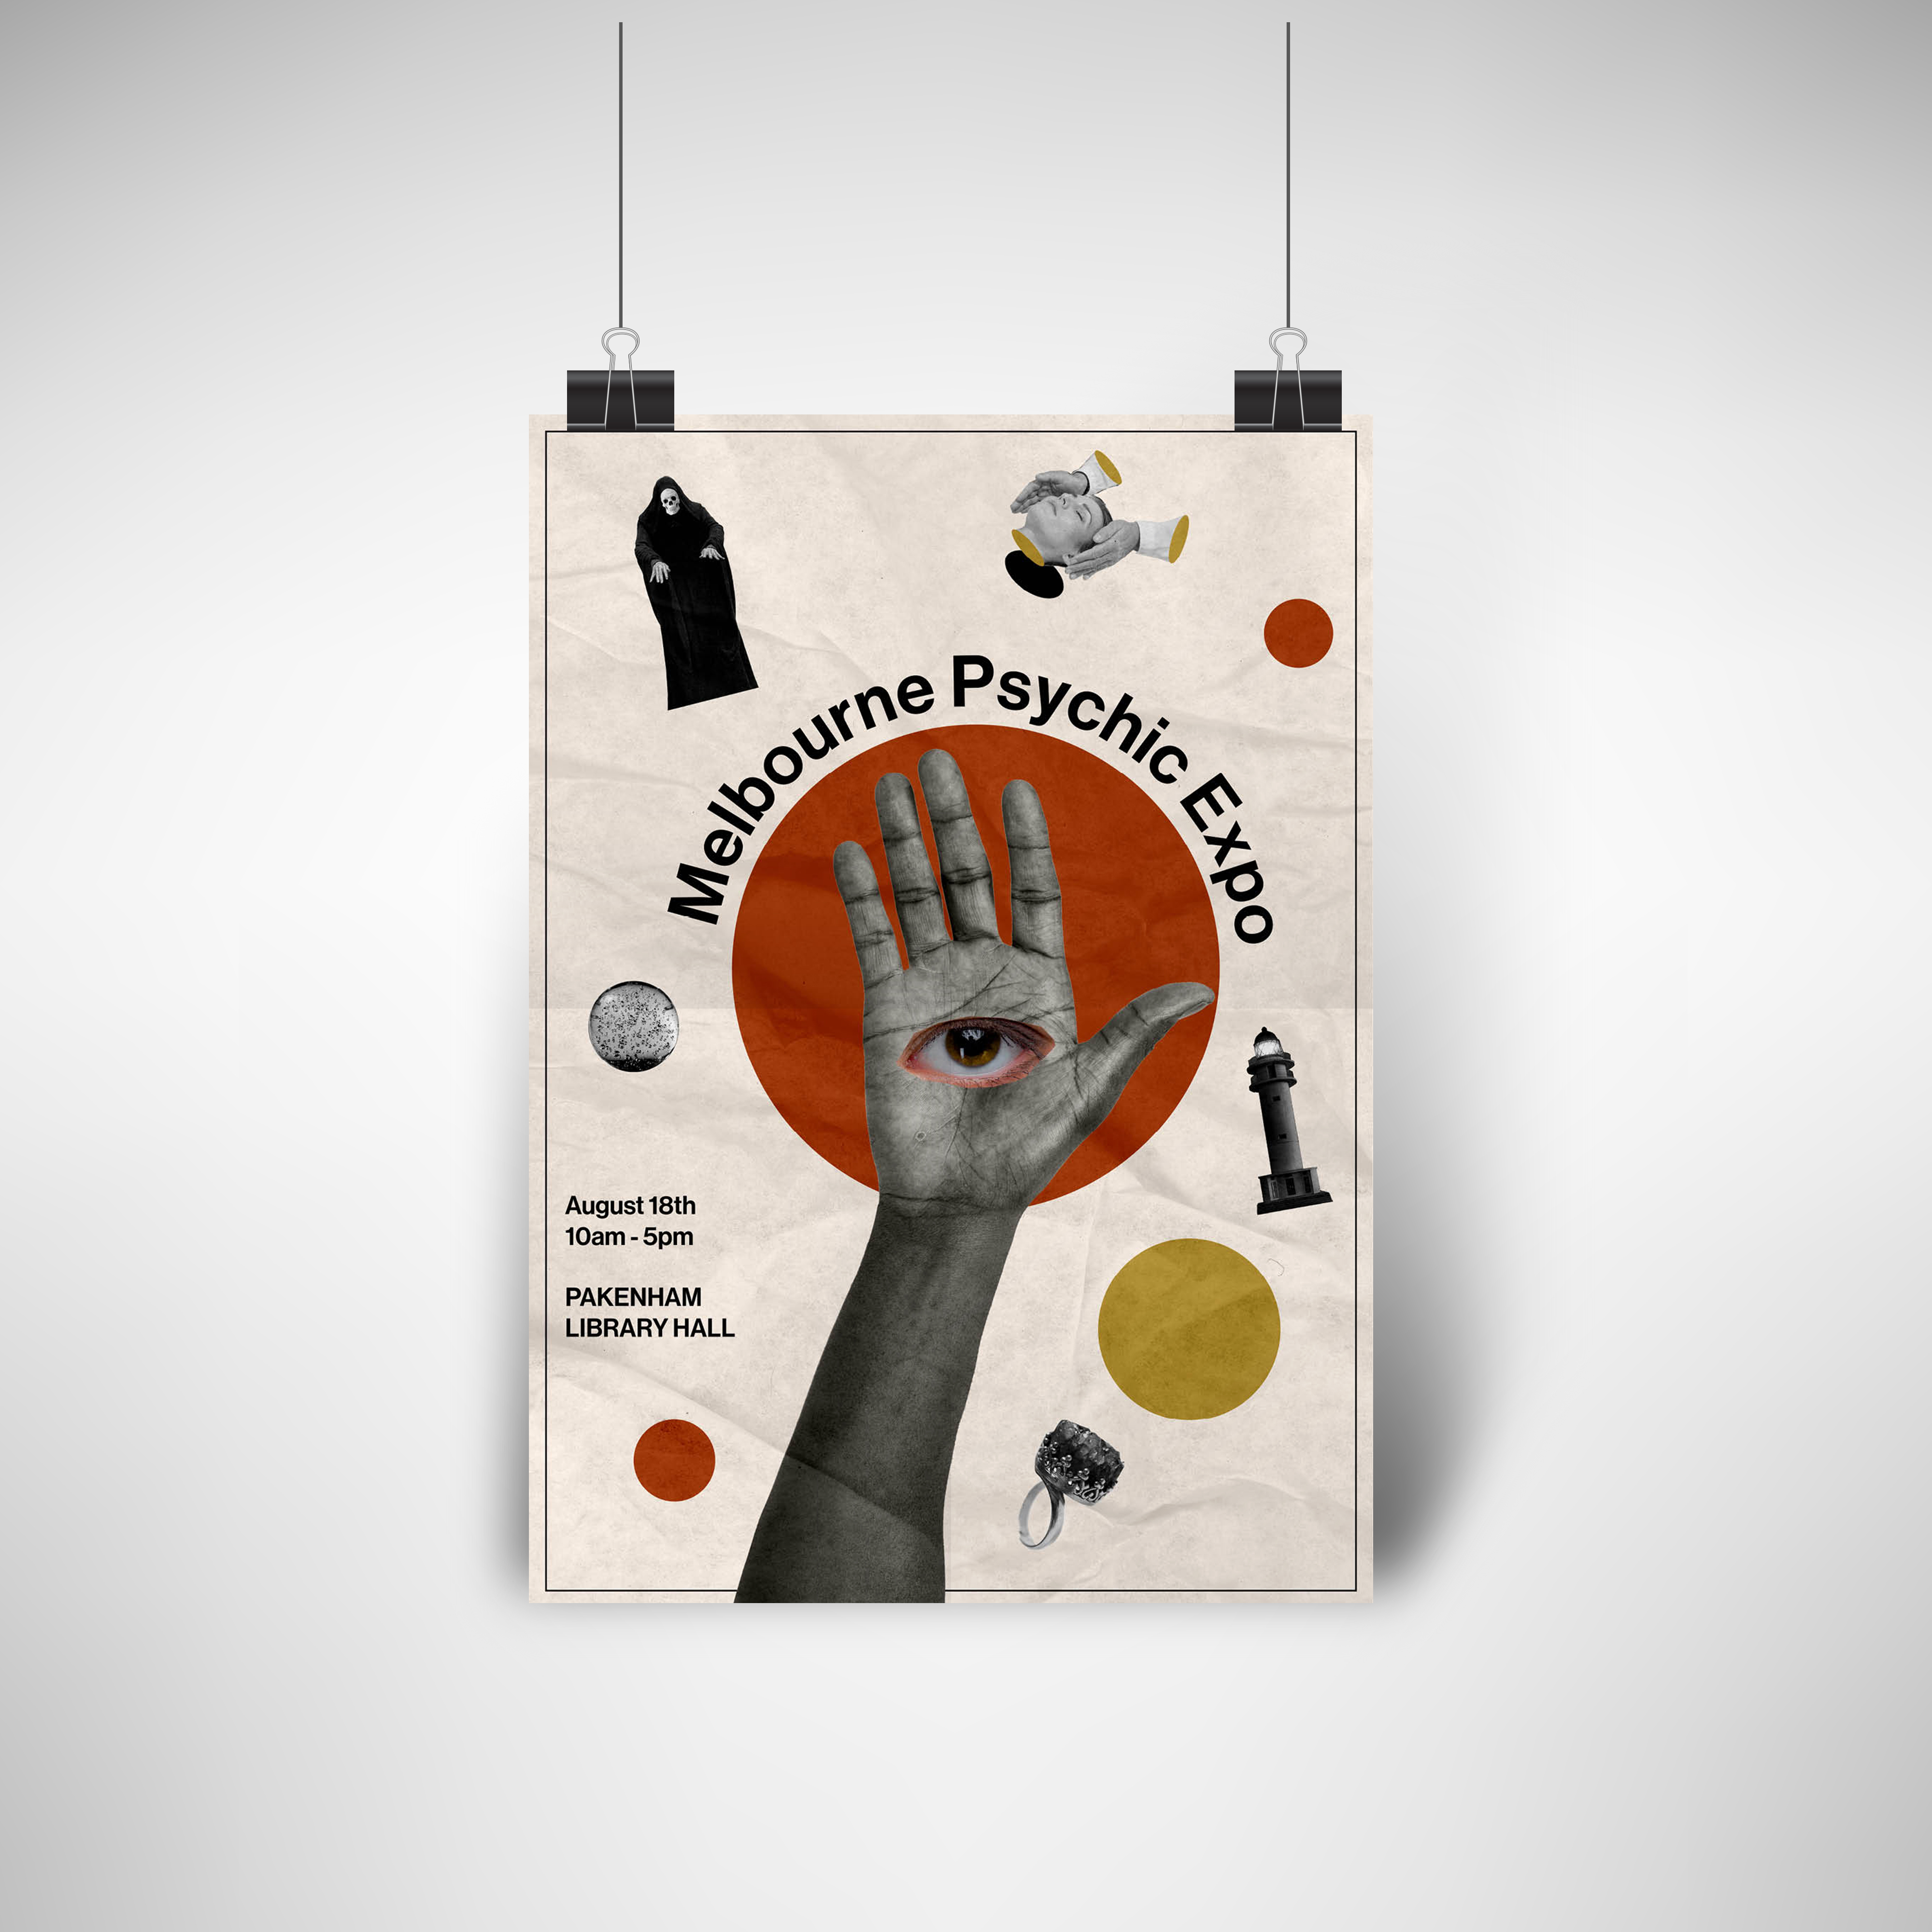 Melbourne Psychic Expo
August 18th
10am - 5pm
PAKENHAM
LIBRARY HALL